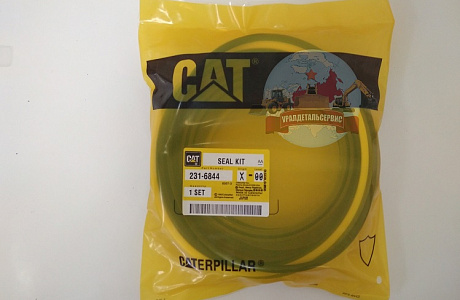 CAT®
УРАЛДЕТАЛЬСЕРВИС
CAT
SEAL KIT
231-6844
X-00
1 SET
CATERPILLAR®